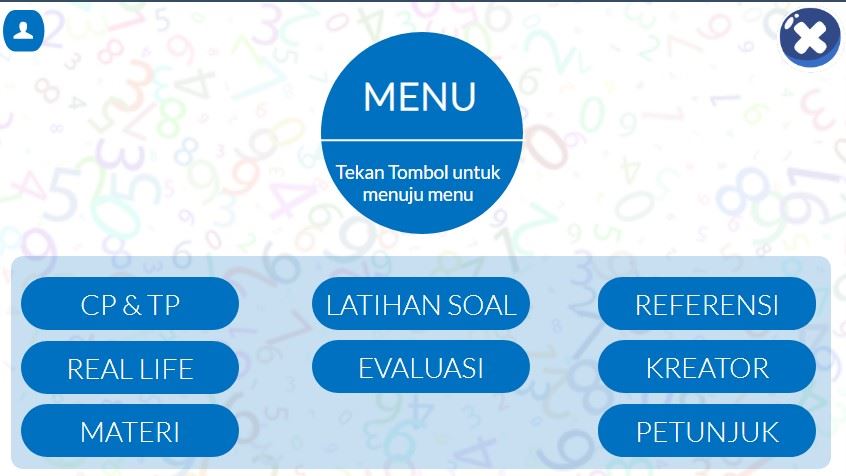 MENU
Tekan Tombol untuk
menuju menu
CP & TP
LATIHAN SOAL
REFERENSI
REAL LIFE
EVALUASI
KREATOR
MATERI
PETUNJUK